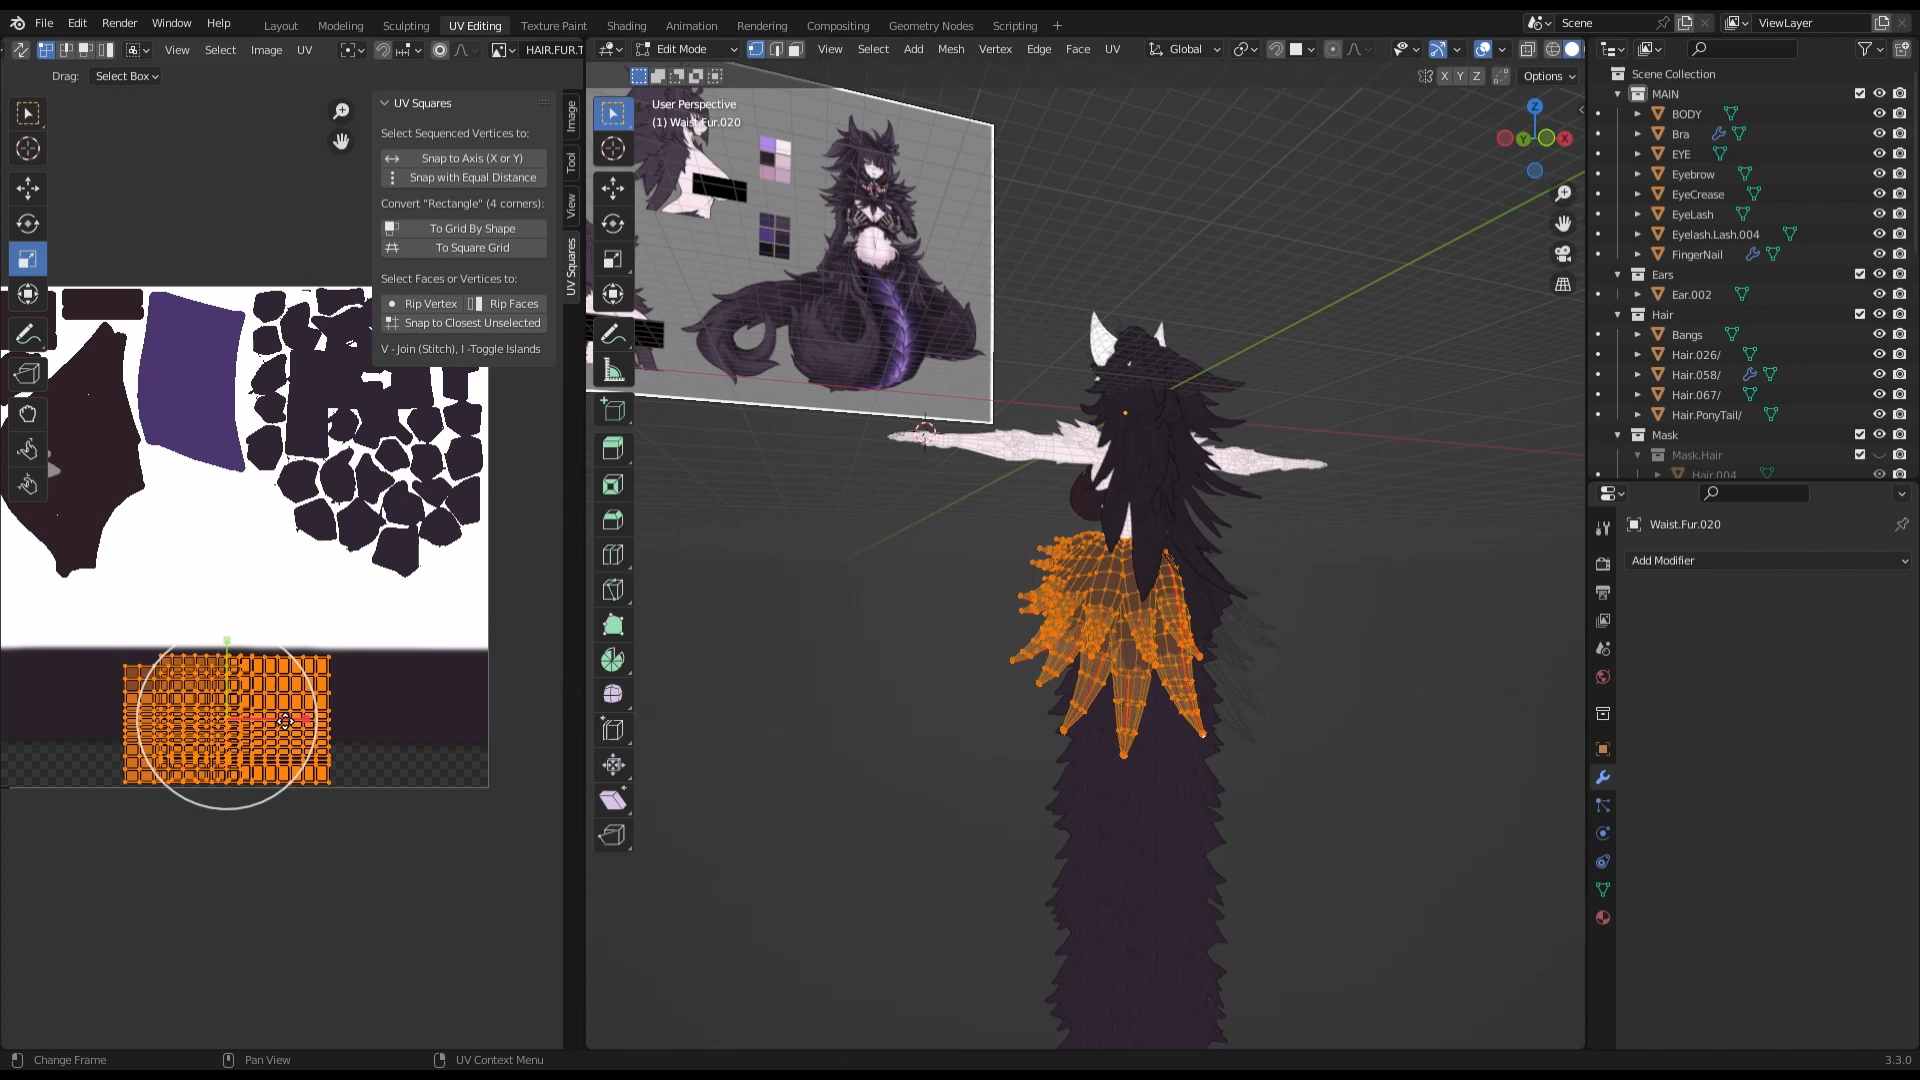 File Edit Render Window Help
Layout Modeling Sculpting UV Editing Texture Paint Shading Animation Rendering Compositing Geometry Nodes Scripting +
Scene
ViewLayer
View Select Image UV
HAIR.FUR.T
Edit Mode
View Select Add Mesh Vertex Edge Face UV
Global
Drag: Select Box
X Y Z
Options
UV Squares
Select Sequenced Vertices to:
Snap to Axis (X or Y)
Snap with Equal Distance
Convert "Rectangle" (4 corners):
To Grid By Shape
To Square Grid
Select Faces or Vertices to:
Rip Vertex
Rip Faces
Snap to Closest Unselected
V - Join (Stitch), I -Toggle Islands
Image
Tool
View
UV Squares
User Perspective
(1) Waist.Fur.020
Z
Y
X
Scene Collection
MAIN
BODY
Bra
EYE
Eyebrow
EyeCrease
EyeLash
Eyelash.Lash.004
FingerNail
Ears
Ear.002
Hair
Bangs
Hair.026/
Hair.058/
Hair.067/
Hair.PonyTail/
Mask
Mask.Hair
Hair.004
Waist.Fur.020
Add Modifier
Change Frame
Pan View
UV Context Menu
3.3.0